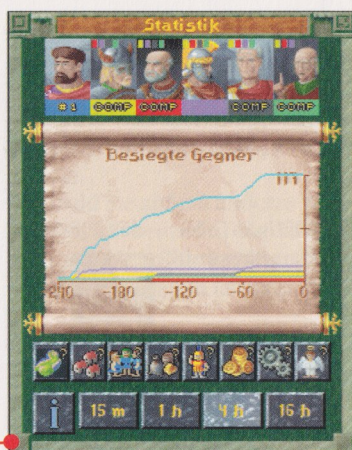 Statistik
#1 COMP COMP COMP COMP
Besiegte Gegner
111
-240 -180 -120 -60 0
? ? ? ? ? ? ? ?
i 15 m 1 h 4 h 16 h